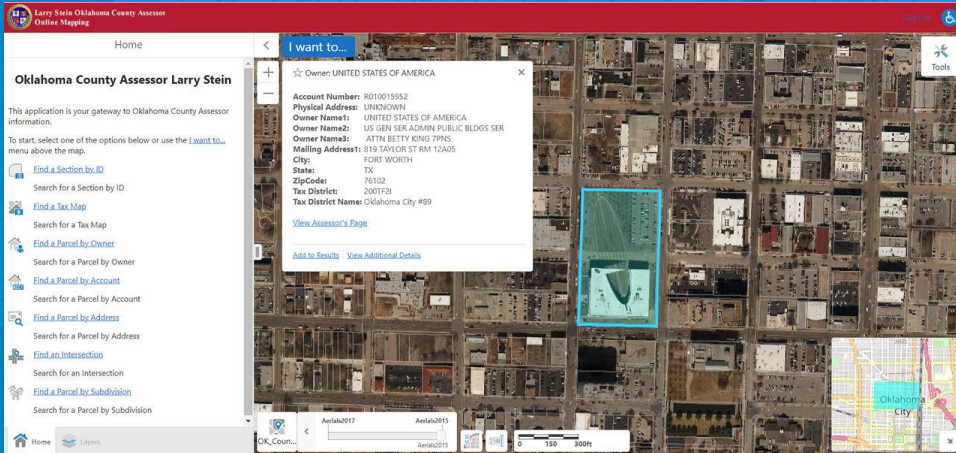 Larry Stein Oklahoma County Assessor
Online Mapping
Sign in
Home
I want to...
Tools
Oklahoma County Assessor Larry Stein
This application is your gateway to Oklahoma County Assessor
information.
To start, select one of the options below or use the I want to...
menu above the map.
Find a Section by ID
Search for a Section by ID
Find a Tax Map
Search for a Tax Map
Find a Parcel by Owner
Search for a Parcel by Owner
Find a Parcel by Account
Search for a Parcel by Account
Find a Parcel by Address
Search for a Parcel by Address
Find an Intersection
Search for an Intersection
Find a Parcel by Subdivision
Search for a Parcel by Subdivision
Home
Layers
Owner: UNITED STATES OF AMERICA
Account Number: R010015952
Physical Address: UNKNOWN
Owner Name1: UNITED STATES OF AMERICA
Owner Name2: US GEN SER ADMIN PUBLIC BLDGS SER
Owner Name3: ATTN BETTY KING 7PNS
Mailing Address1: 819 TAYLOR ST RM 12A05
City: FORT WORTH
State: TX
ZipCode: 76102
Tax District: 200TF2I
Tax District Name: Oklahoma City #89
View Assessor's Page
Add to Results View Additional Details
OK_Coun...
Aerials2017 Aerials2015
Aerials2015
0 150 300ft
Oklahoma
City